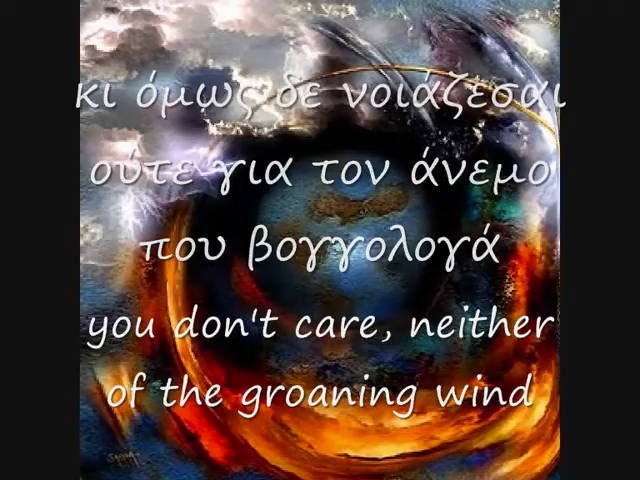 κι όμως δε νοιάζεσαι
ούτε για τον άνεμο
που βογγολογά
you don't care, neither
of the groaning wind